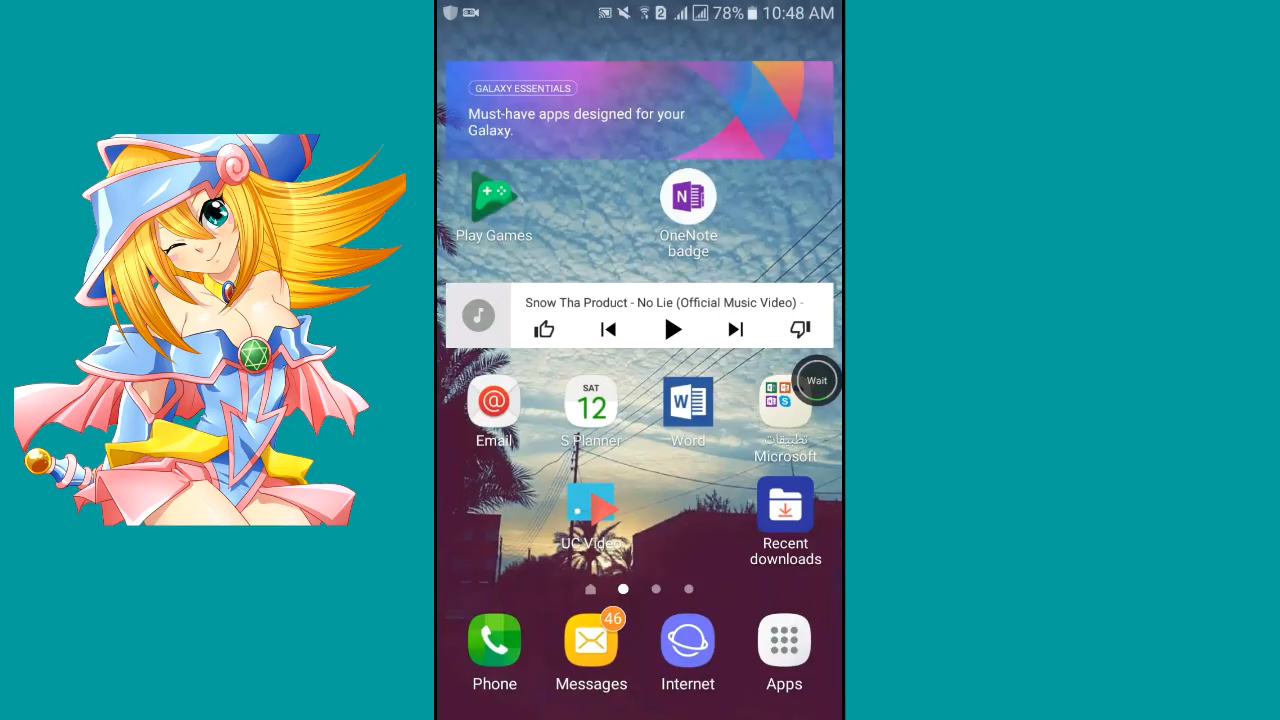 2 78% 10:48 AM
GALAXY ESSENTIALS
Must-have apps designed for your
Galaxy.
Play Games
N
OneNote
badge
Snow Tha Product - No Lie (Official Music Video) -
Wait
@
SAT
12
W
Email
S Planner
Word
تطبيقات
Microsoft
UC Video
Recent
downloads
46
Phone
Messages
Internet
Apps